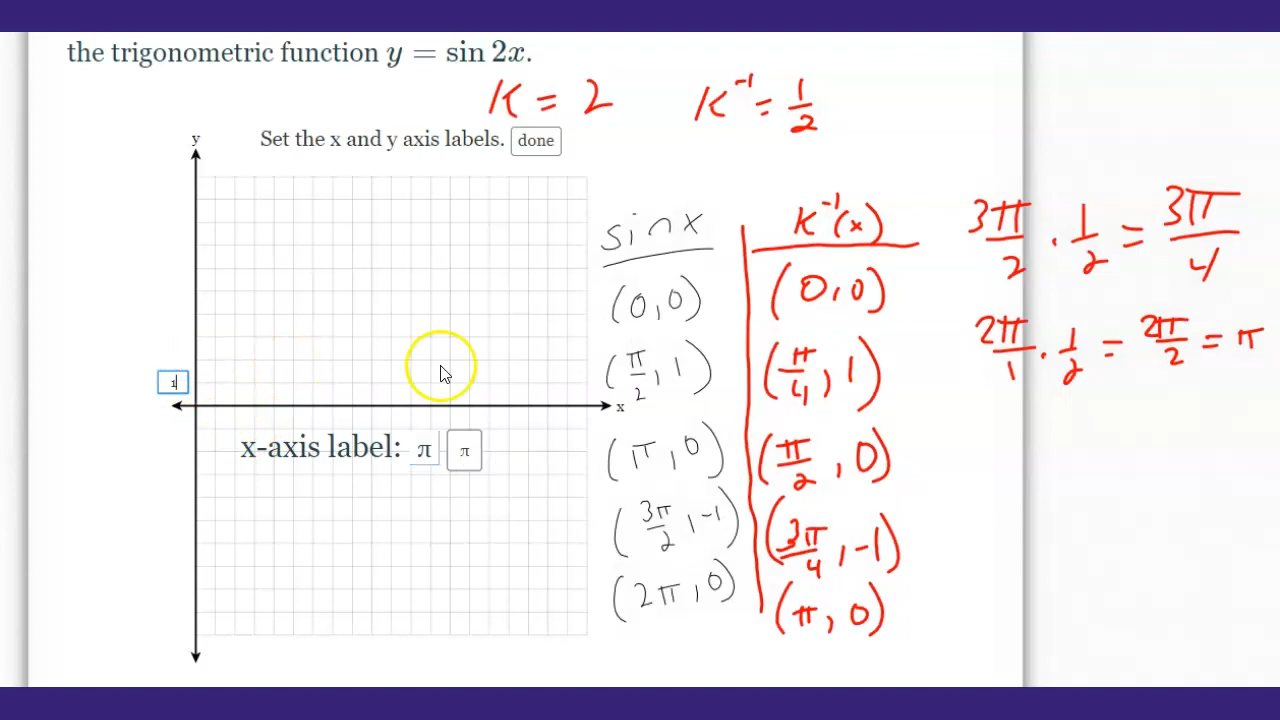 the trigonometric function y = sin 2x.
K = 2
K⁻¹ = 1/2
y
Set the x and y axis labels. done
sin x
(0,0)
(π/2, 1)
(π, 0)
(3π/2, -1)
(2π, 0)
K⁻¹(x)
(0,0)
(π/4, 1)
(π/2, 0)
(3π/4, -1)
(π, 0)
3π/2 · 1/2 = 3π/4
2π/1 · 1/2 = 2π/2 = π
1
x
x-axis label: π π